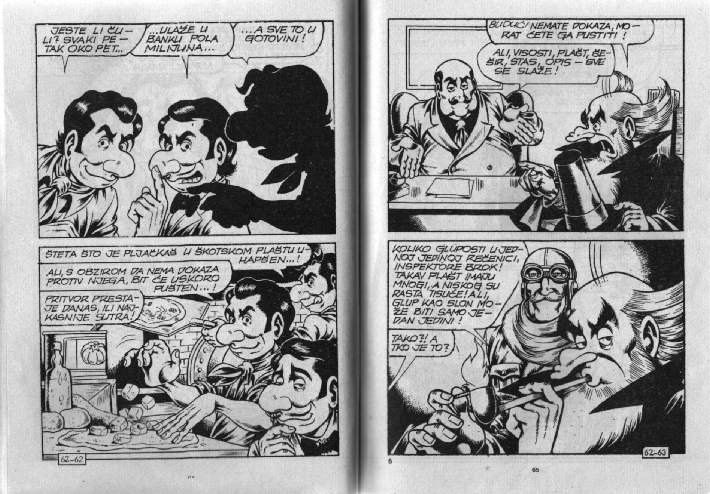 JESTE LI ČU-
LI? SVAKI PE-
TAK OKO PET...
...ULAŽE U
BANKU POLA
MILIJUNA...
...A SVE TO U
GOTOVINI!
ŠTETA ŠTO JE PLJAČKAŠ U ŠKOTSKOM PLAŠTU U-
HAPŠEN...!
ALI, S OBZIROM DA NEMA DOKAZA
PROTIV NJEGA, BIT ĆE USKORO
PUŠTEN...!
PRITVOR PRESTA-
JE DANAS, ILI NAJ-
KASNIJE SUTRA!
62-62
BUDUĆI NEMATE DOKAZA, MO-
RAT ĆETE GA PUSTITI!
ALI, VISOSTI, PLAŠT, ŠE-
ŠIR, STAS, OPIS - SVE
SE SLAŽE!
KOLIKO GLUPOSTI U JED-
NOJ JEDINOJ REČENICI,
INSPEKTORE BROK!
TAKAV PLAŠT IMAJU
MNOGI, A NISKOG SU
RASTA TISUĆE! ALI,
GLUP KAO SLON MO-
ŽE BITI SAMO JE-
DAN JEDINI!
TAKO?! A
TKO JE TO?
62-63
5
65